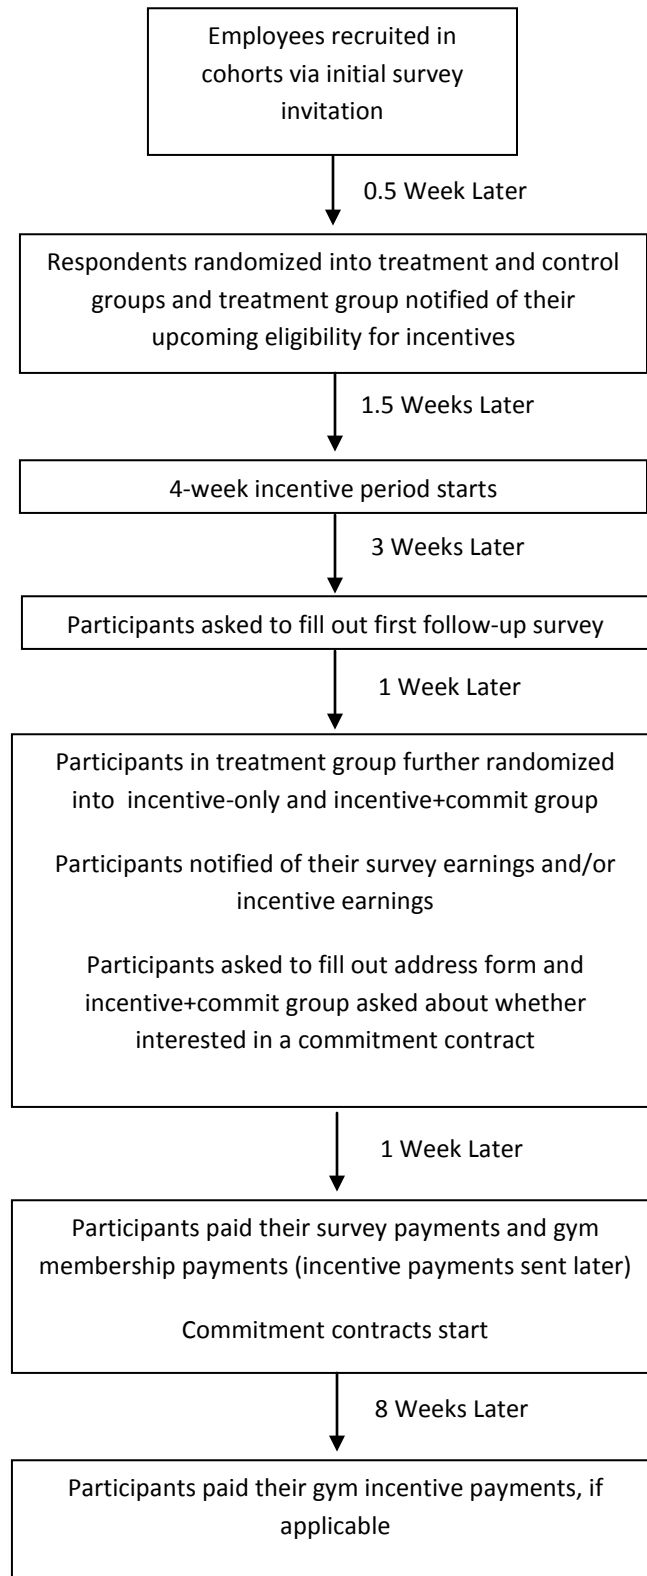 Employees recruited in
cohorts via initial survey
invitation
0.5 Week Later
Respondents randomized into treatment and control
groups and treatment group notified of their
upcoming eligibility for incentives
1.5 Weeks Later
4-week incentive period starts
3 Weeks Later
Participants asked to fill out first follow-up survey
1 Week Later
Participants in treatment group further randomized
into incentive-only and incentive+commit group
Participants notified of their survey earnings and/or
incentive earnings
Participants asked to fill out address form and
incentive+commit group asked about whether
interested in a commitment contract
1 Week Later
Participants paid their survey payments and gym
membership payments (incentive payments sent later)
Commitment contracts start
8 Weeks Later
Participants paid their gym incentive payments, if
applicable